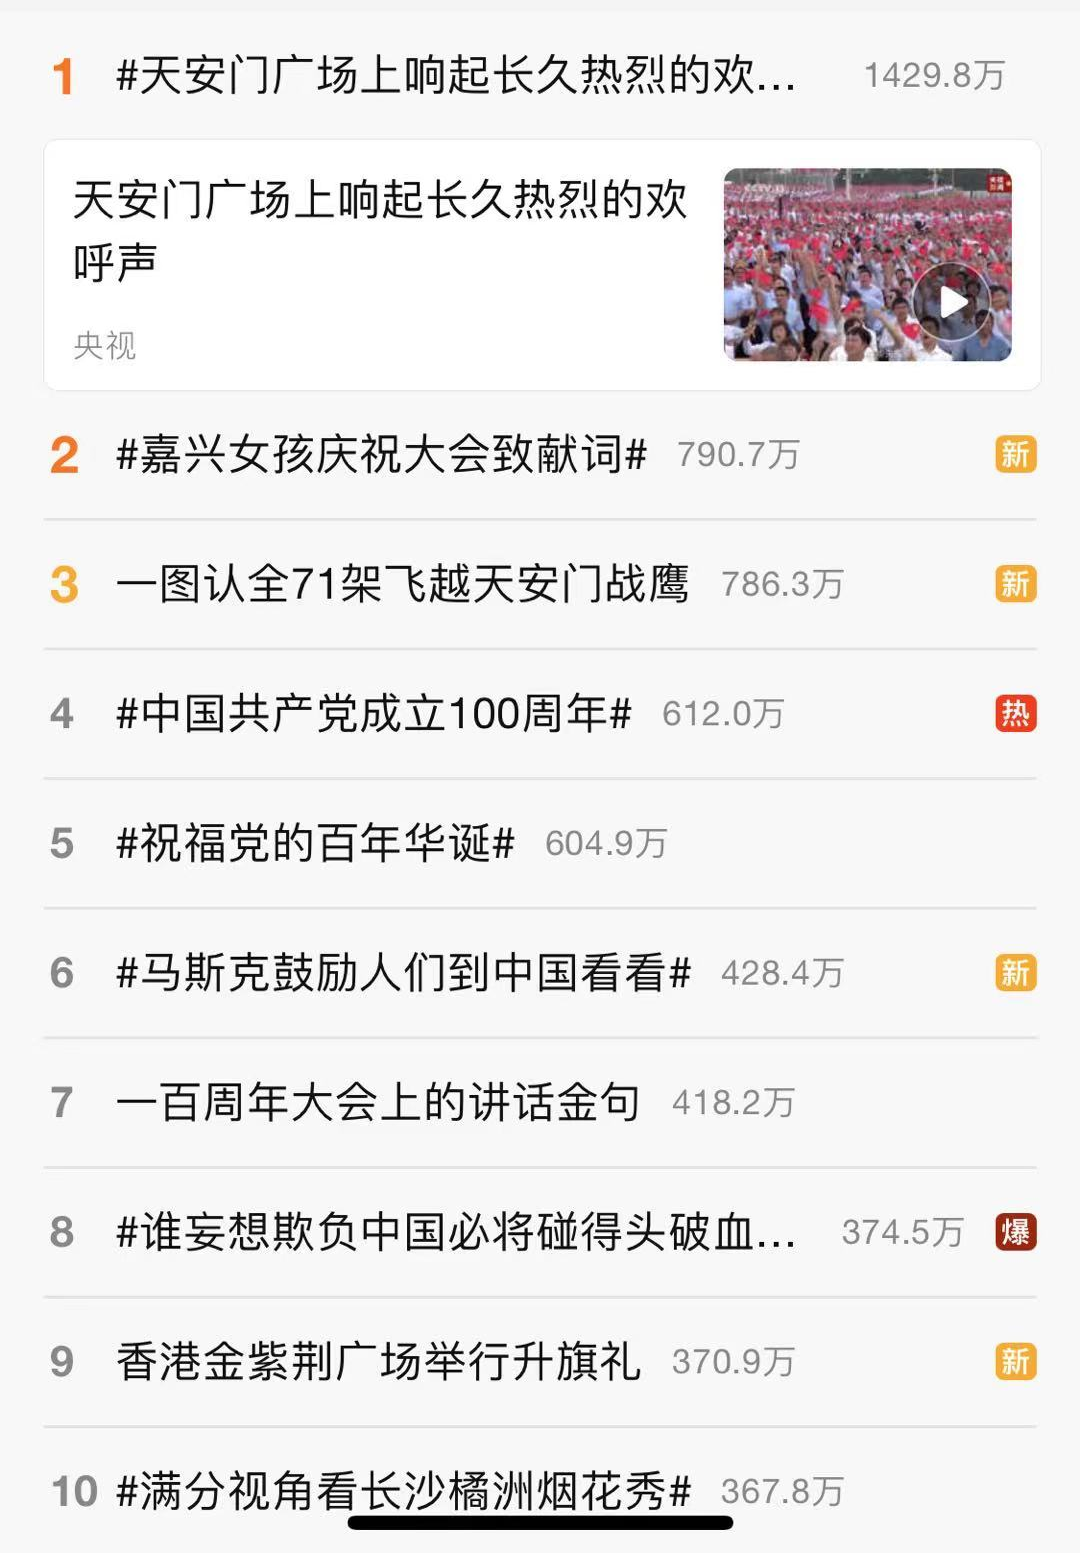 1 #天安门广场上响起长久热烈的欢... 1429.8万
天安门广场上响起长久热烈的欢
呼声
央视
2 #嘉兴女孩庆祝大会致献词# 790.7万 新
3 一图认全71架飞越天安门战鹰 786.3万 新
4 #中国共产党成立100周年# 612.0万 热
5 #祝福党的百年华诞# 604.9万
6 #马斯克鼓励人们到中国看看# 428.4万 新
7 一百周年大会上的讲话金句 418.2万
8 #谁妄想欺负中国必将碰得头破血... 374.5万 爆
9 香港金紫荆广场举行升旗礼 370.9万 新
10 #满分视角看长沙橘洲烟花秀# 367.8万